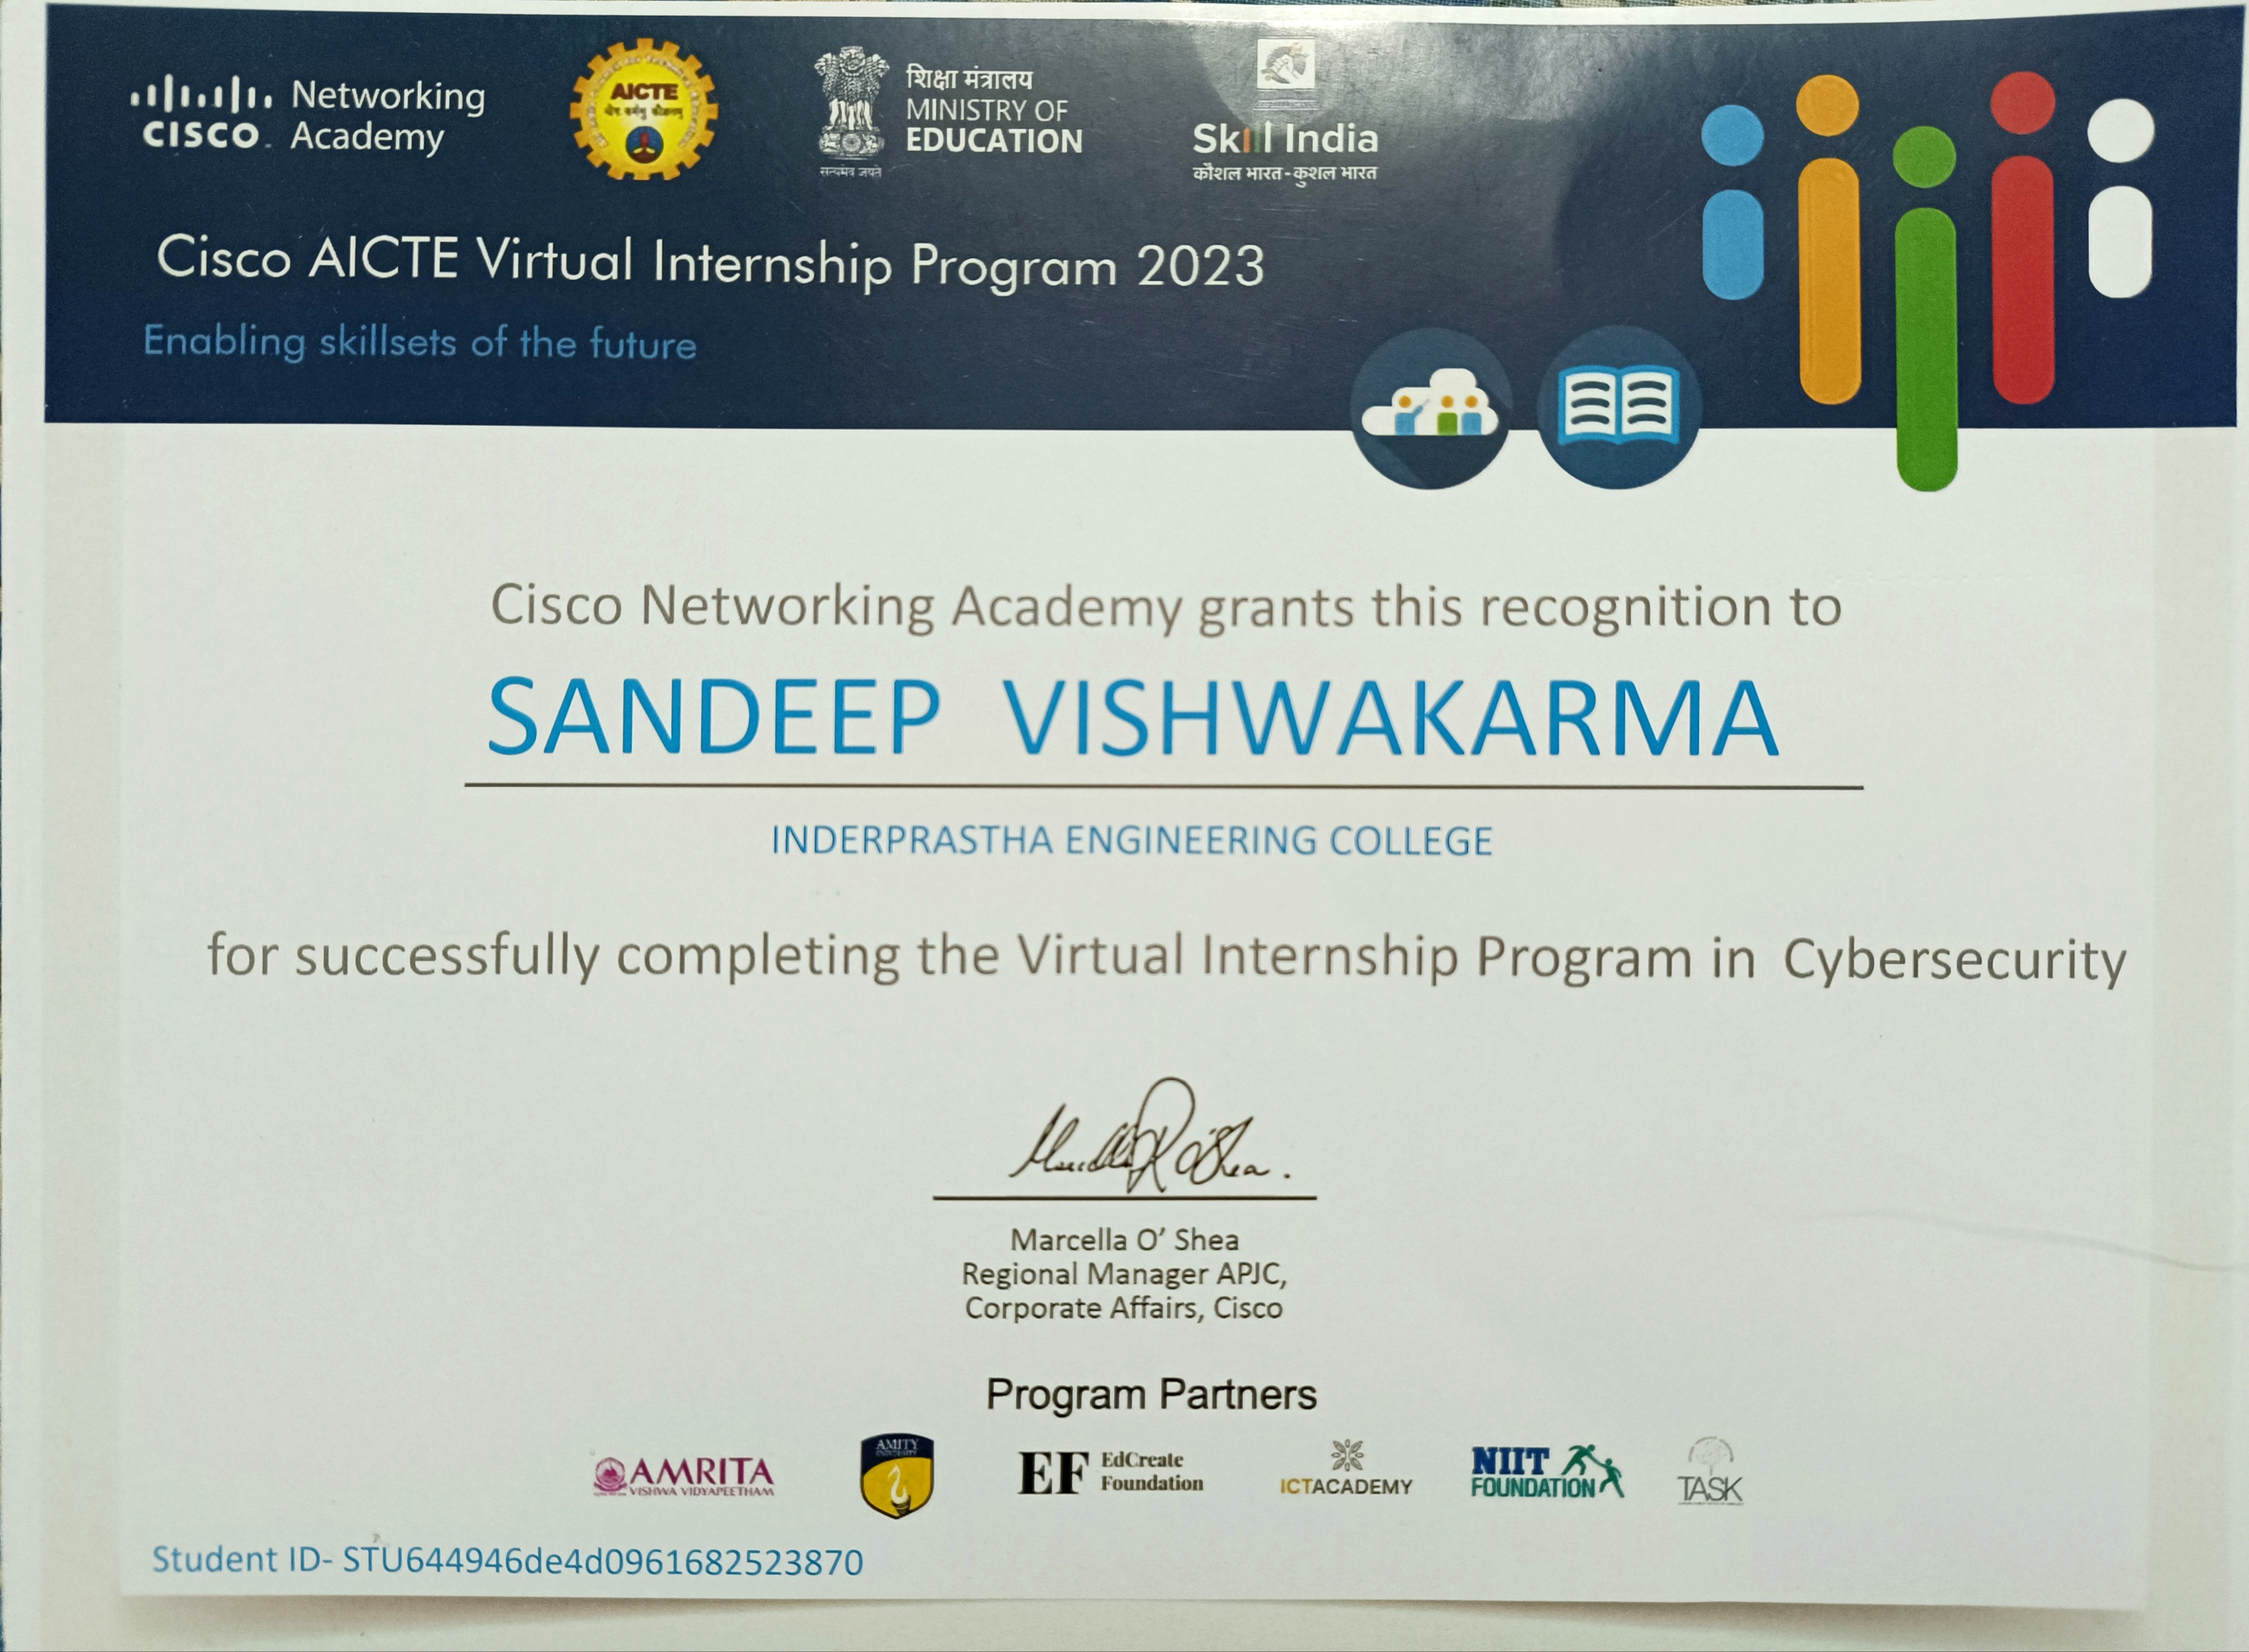 CISCO Networking Academy
AICTE
शिक्षा मंत्रालय
MINISTRY OF
EDUCATION
सत्यमेव जयते
Skill India
कौशल भारत-कुशल भारत
Cisco AICTE Virtual Internship Program 2023
Enabling skillsets of the future
Cisco Networking Academy grants this recognition to
SANDEEP VISHWAKARMA
INDERPRASTHA ENGINEERING COLLEGE
for successfully completing the Virtual Internship Program in Cybersecurity
Marcella O' Shea
Regional Manager APJC,
Corporate Affairs, Cisco
Program Partners
AMRITA
VISHWA VIDYAPEETHAM
AMITY
UNIVERSITY
EF EdCreate
Foundation
ICTACADEMY
NIIT
FOUNDATION
TASK
Student ID- STU644946de4d0961682523870